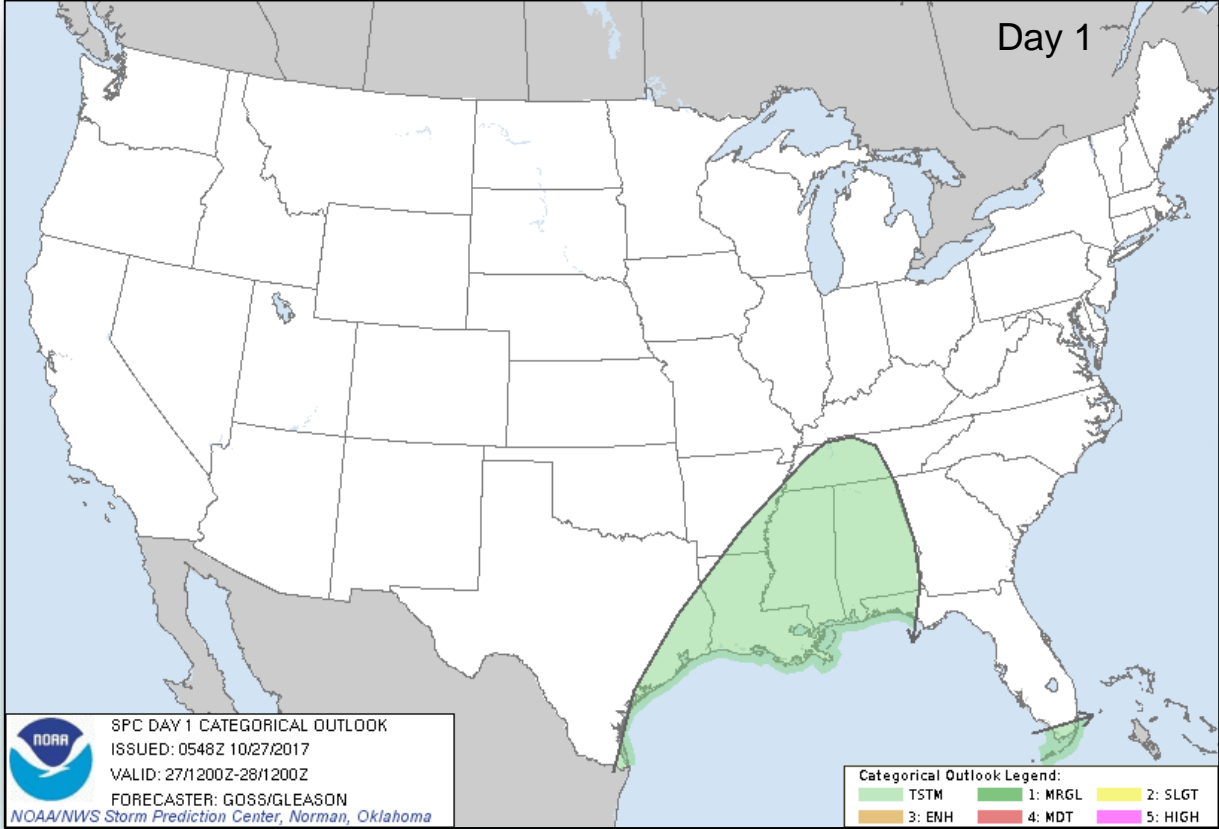 Day 1
NOAA
SPC DAY 1 CATEGORICAL OUTLOOK
ISSUED: 0548Z 10/27/2017
VALID: 27/1200Z-28/1200Z
FORECASTER: GOSS/GLEASON
NOAA/NWS Storm Prediction Center, Norman, Oklahoma
Categorical Outlook Legend:
TSTM 1: MRGL 2: SLGT
3: ENH 4: MDT 5: HIGH